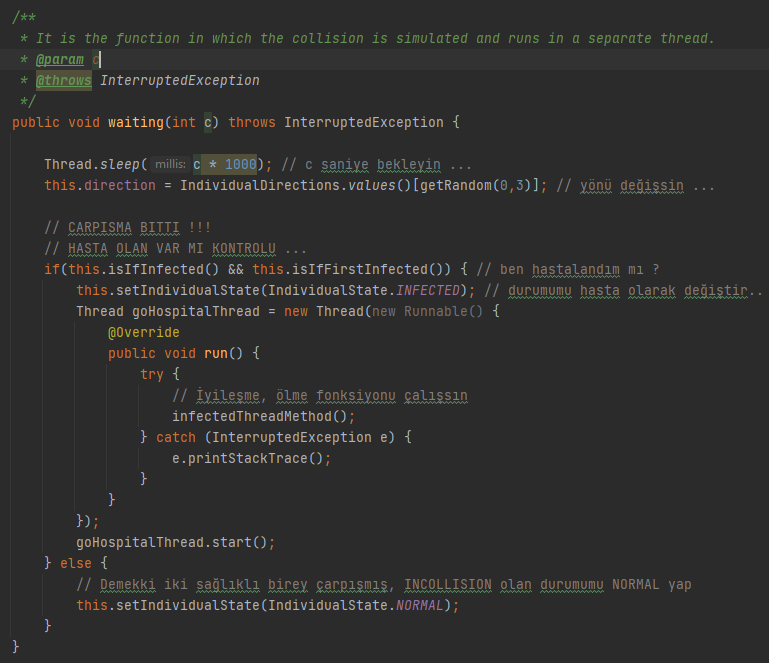 /**
 * It is the function in which the collision is simulated and runs in a separate thread.
 * @param c
 * @throws InterruptedException
 */
public void waiting(int c) throws InterruptedException {
Thread.sleep( millis: c * 1000); // c saniye bekleyin ...
this.direction = IndividualDirections.values()[getRandom(0,3)]; // yönü değişsin ...
// CARPISMA BITTI !!!
// HASTA OLAN VAR MI KONTROLU ...
if(this.isIfInfected() && this.isIfFirstInfected()) { // ben hastalandım mı ?
this.setIndividualState(IndividualState.INFECTED); // durumumu hasta olarak değiştir..
Thread goHospitalThread = new Thread(new Runnable() {
@Override
public void run() {
try {
// İyileşme, ölme fonksiyonu çalışsın
infectedThreadMethod();
} catch (InterruptedException e) {
e.printStackTrace();
}
}
});
goHospitalThread.start();
} else {
// Demekki iki sağlıklı birey çarpışmış, INCOLLISION olan durumumu NORMAL yap
this.setIndividualState(IndividualState.NORMAL);
}
}